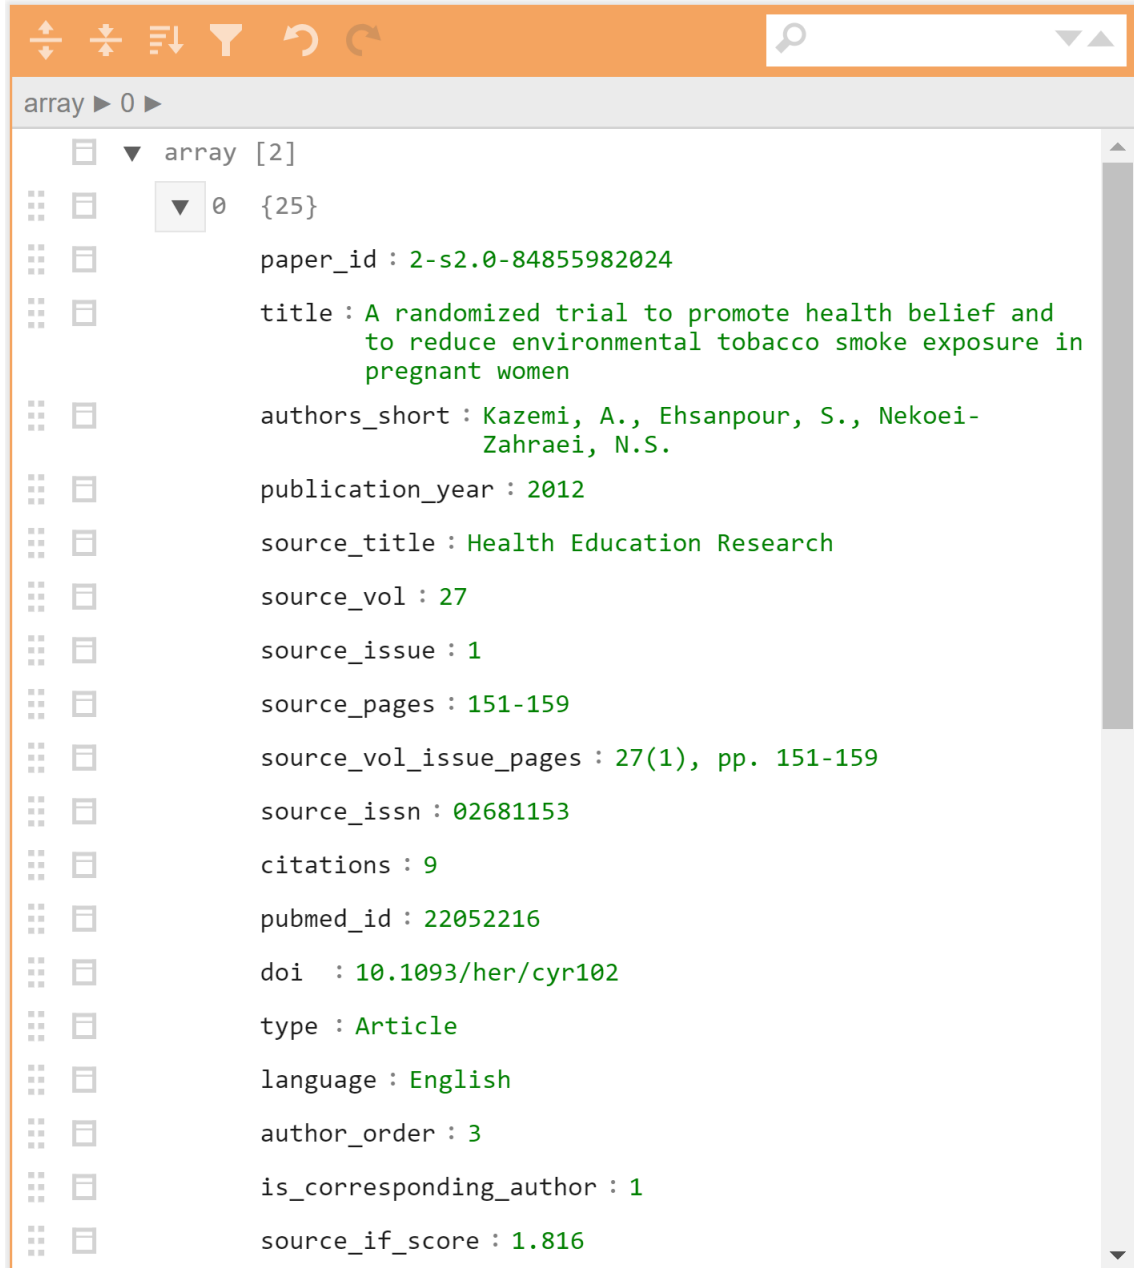 array ► 0 ►
▼ array [2]
▼ 0 {25}
paper_id : 2-s2.0-84855982024
title : A randomized trial to promote health belief and
to reduce environmental tobacco smoke exposure in
pregnant women
authors_short : Kazemi, A., Ehsanpour, S., Nekoei-
Zahraei, N.S.
publication_year : 2012
source_title : Health Education Research
source_vol : 27
source_issue : 1
source_pages : 151-159
source_vol_issue_pages : 27(1), pp. 151-159
source_issn : 02681153
citations : 9
pubmed_id : 22052216
doi : 10.1093/her/cyr102
type : Article
language : English
author_order : 3
is_corresponding_author : 1
source_if_score : 1.816